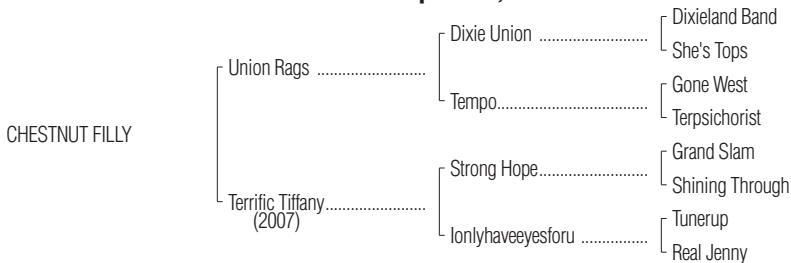 Dixieland Band
Dixie Union ..........................
She's Tops
Union Rags ..........................
Gone West
Tempo....................................
Terpsichorist
CHESTNUT FILLY
Grand Slam
Strong Hope..........................
Shining Through
Terrific Tiffany........................
(2007)
Tunerup
Ionlyhaveeyesforu ................
Real Jenny